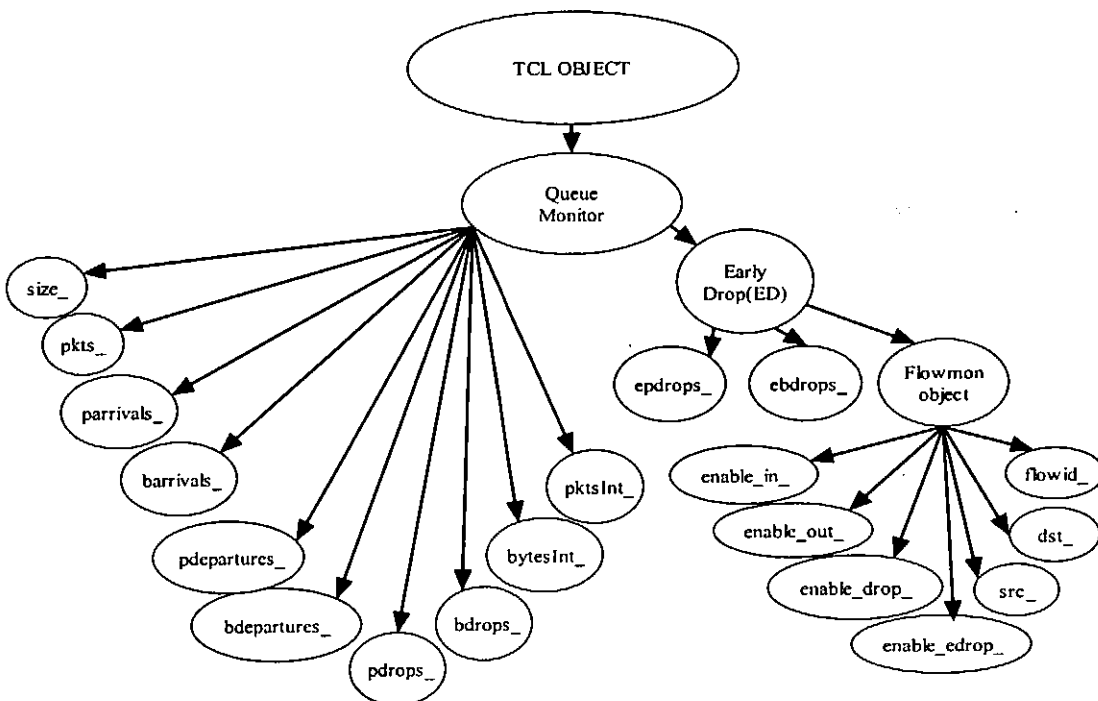 TCL OBJECT
Queue
Monitor
Early
Drop(ED)
size_
pkts_
parrivals_
barrivals_
pdepartures_
bdepartures_
pdrops_
bdrops_
bytesInt_
pktsInt_
epdrops_
ebdrops_
Flowmon
object
enable_in_
enable_out_
enable_drop_
enable_edrop_
src_
dst_
flowid_